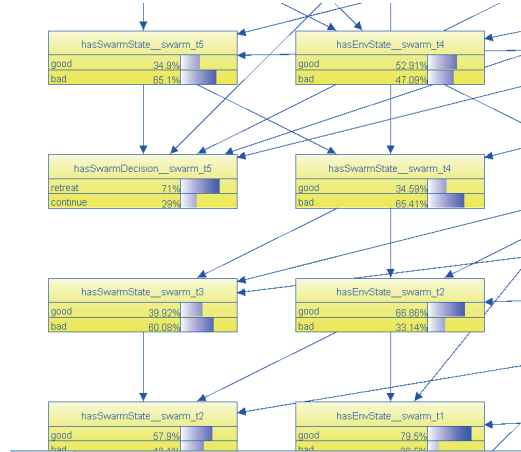 hasSwarmState__swarm_t5
good 34.9%
bad 65.1%
hasEnvState__swarm_t4
good 52.91%
bad 47.09%
hasSwarmDecision__swarm_t5
retreat 71%
continue 29%
hasSwarmState__swarm_t4
good 34.59%
bad 65.41%
hasSwarmState__swarm_t3
good 39.92%
bad 60.08%
hasEnvState__swarm_t2
good 66.86%
bad 33.14%
hasSwarmState__swarm_t2
good 57.9%
bad
hasEnvState__swarm_t1
good 79.5%
bad